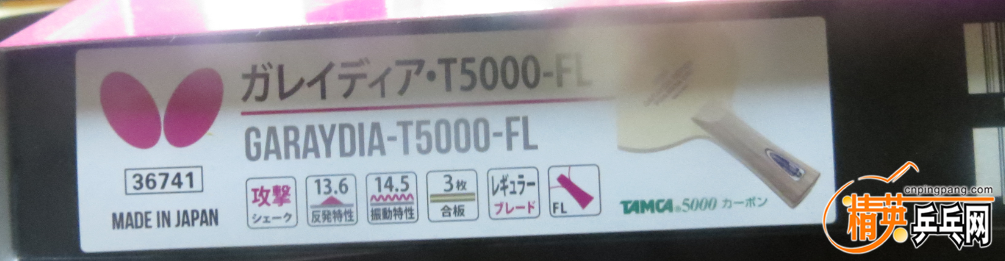 ガレイディア・T5000-FL
GARAYDIA-T5000-FL
36741
MADE IN JAPAN
攻撃
シェーク
13.6
反発特性
14.5
振動特性
3枚
合板
レギュラー
ブレード
FL
TAMCA 5000 カーボン
cnpingpang.com
精英乒乓网